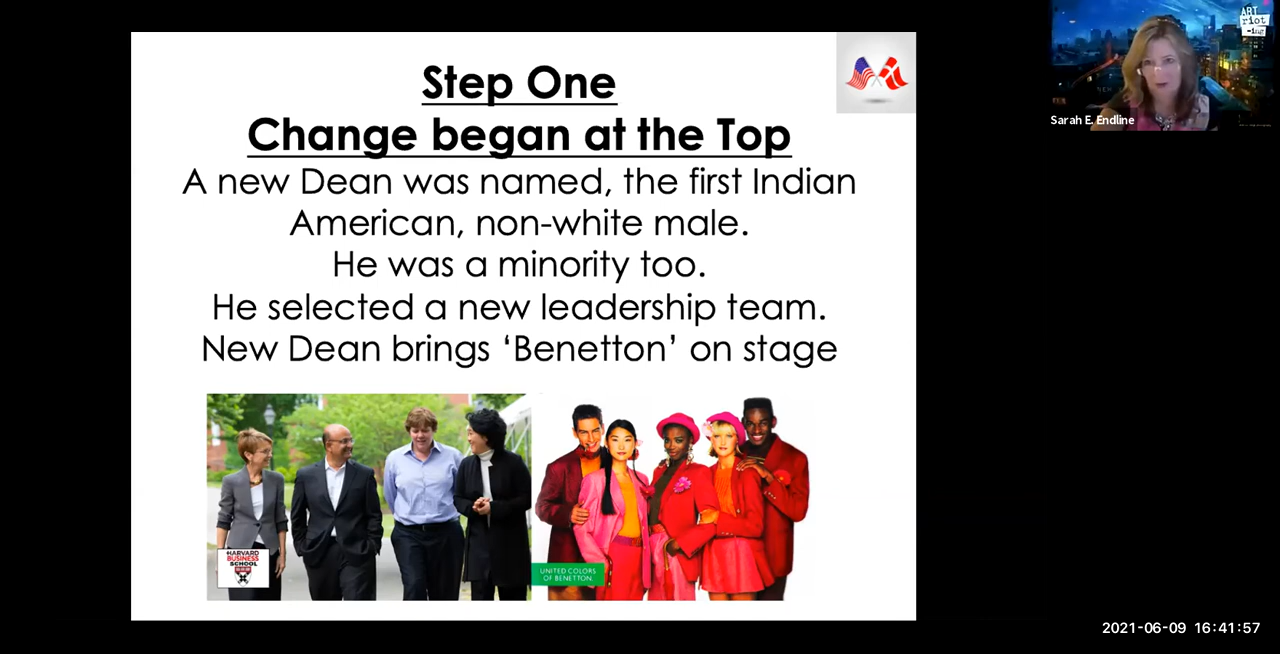 Step One
Change began at the Top
A new Dean was named, the first Indian
American, non-white male.
He was a minority too.
He selected a new leadership team.
New Dean brings ‘Benetton’ on stage
HARVARD
BUSINESS
SCHOOL
UNITED COLORS
OF BENETTON.
ART
riot
-ing
Sarah E. Endline
2021-06-09 16:41:57